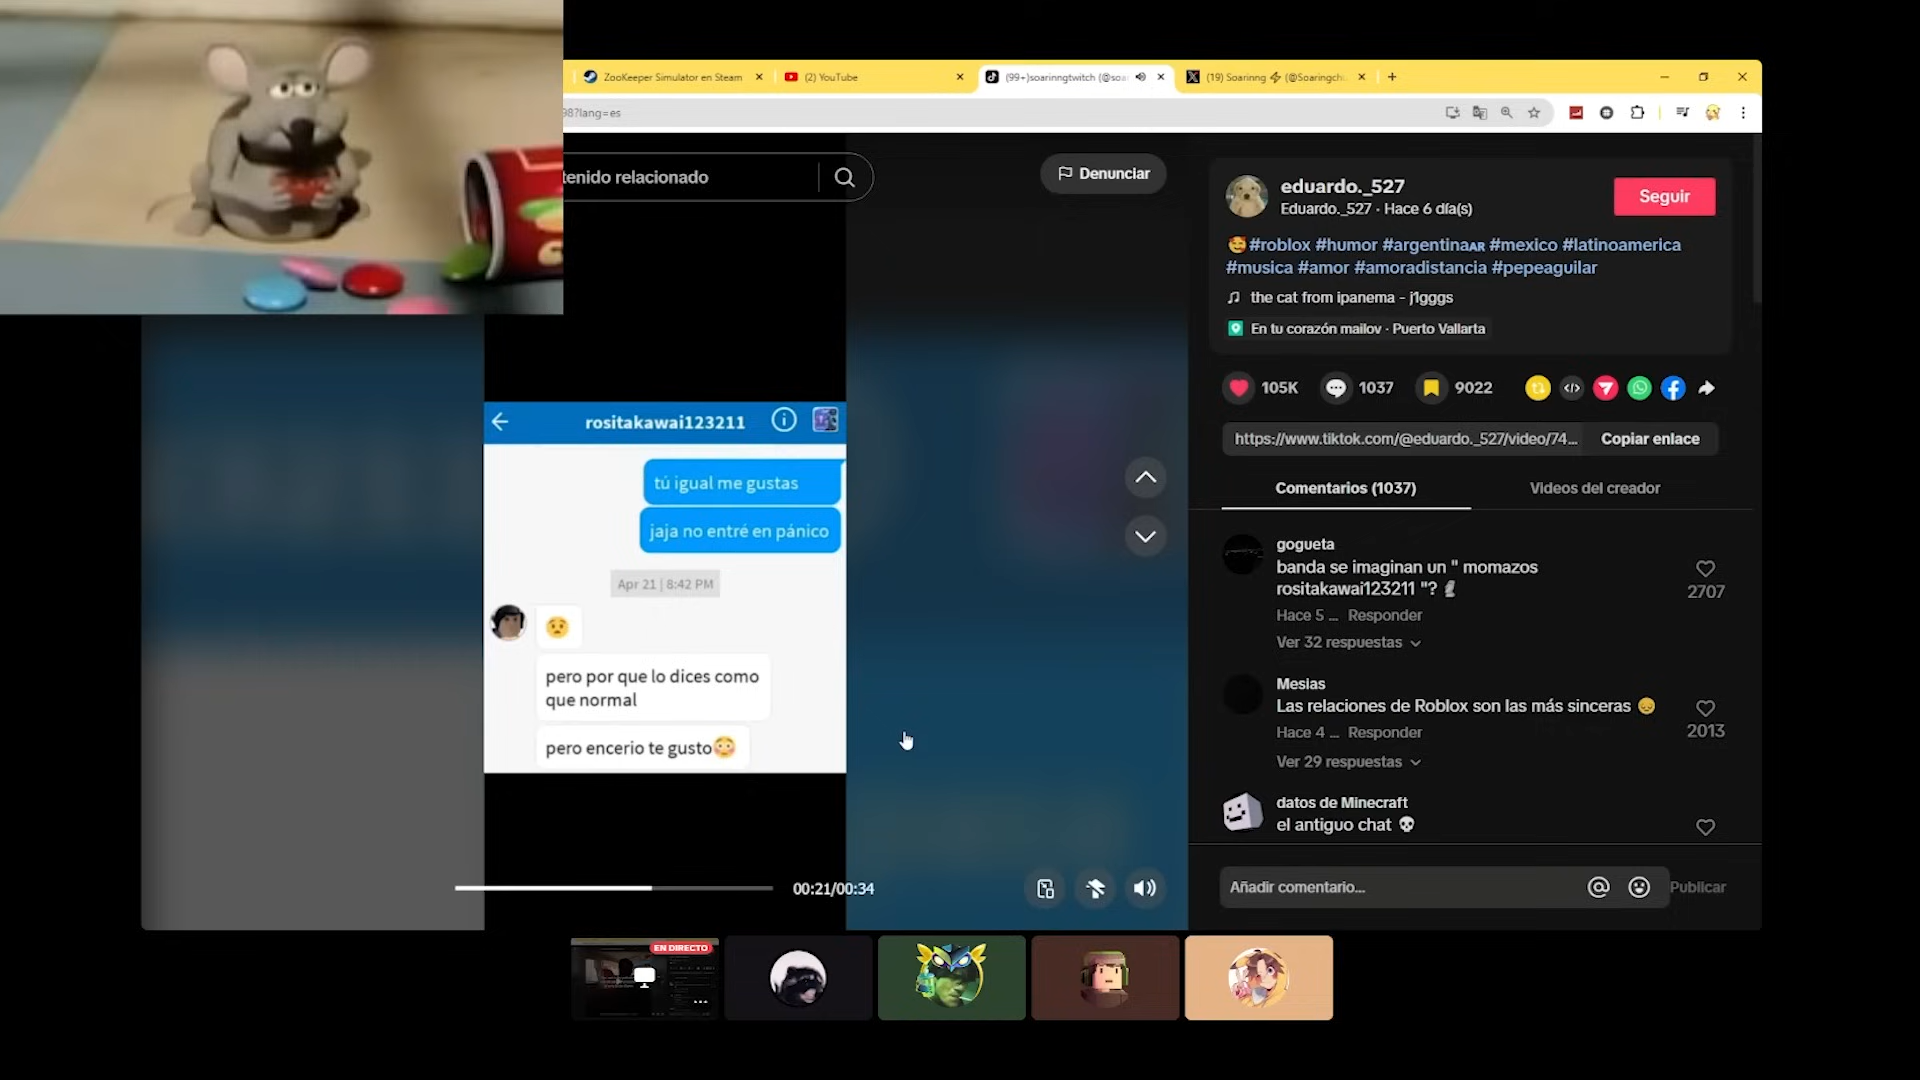 ZooKeeper Simulator en Steam
(2) YouTube
(99+)soarinngtwitch (@soa
(19) Soarinng ⚡ (@Soaringch
98?lang=es
tenido relacionado
Denunciar
eduardo._527
Eduardo._527 · Hace 6 día(s)
Seguir
🥰#roblox #humor #argentinaAR #mexico #latinoamerica
#musica #amor #amoradistancia #pepeaguilar
the cat from ipanema - j1gggs
En tu corazón mailov · Puerto Vallarta
105K
1037
9022
https://www.tiktok.com/@eduardo._527/video/74...
Copiar enlace
Comentarios (1037)
Videos del creador
rositakawai123211
tú igual me gustas
jaja no entré en pánico
Apr 21 | 8:42 PM
😟
pero por que lo dices como
que normal
pero encerio te gusto😳
00:21/00:34
gogueta
banda se imaginan un " momazos
rositakawai123211 "? 🗿
2707
Hace 5 ... Responder
Ver 32 respuestas
Mesias
Las relaciones de Roblox son las más sinceras 😞
2013
Hace 4 ... Responder
Ver 29 respuestas
datos de Minecraft
el antiguo chat 💀
Añadir comentario...
Publicar
EN DIRECTO